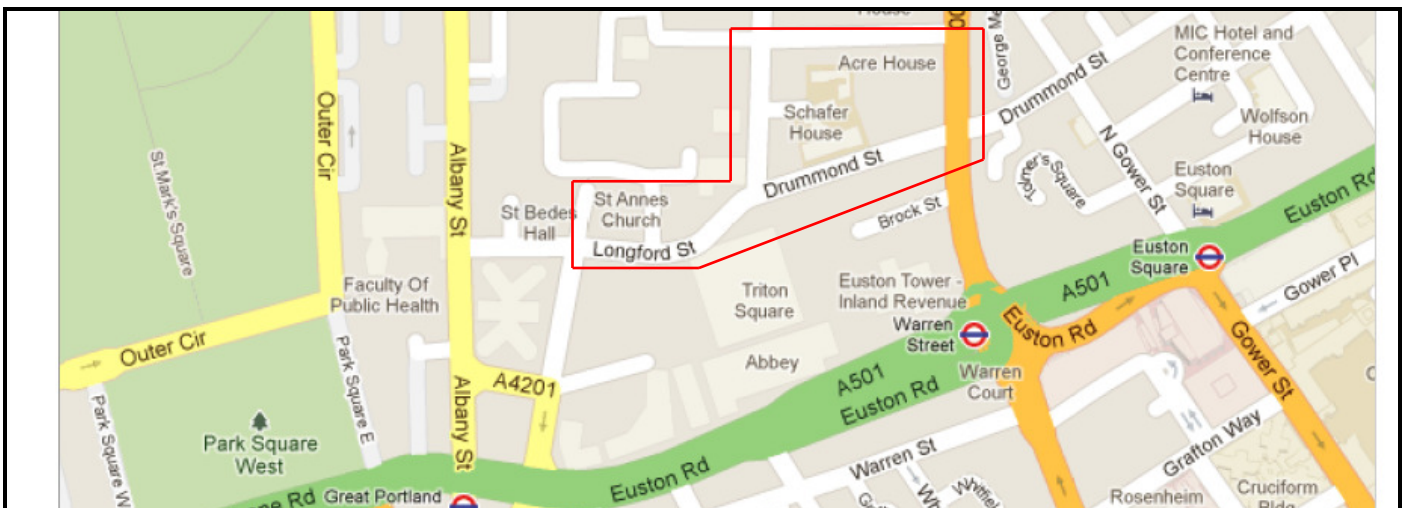 House
Acre House
George Me
MIC Hotel and
Conference
Centre
Drummond St
Outer Cir
Schafer
House
Wolfson
House
Albany St
St.Mark's Square
N Gower St
Drummond St
Tolmer's Square
Euston
Square
Euston Rd
St Annes
Church
St Bedes
Hall
Brock St
Longford St
Euston
Square
Gower Pl
Faculty Of
Public Health
Triton
Square
Euston Tower -
Inland Revenue
A501
Warren
Street
Euston Rd
Outer Cir
Park Square E
Abbey
Gower St
A4201
A501
Euston Rd
Warren
Court
Albany St
Park Square W
Park Square
West
Warren St
Grafton Way
Euston Rd
Great Portland
Rosenheim
Cruciform